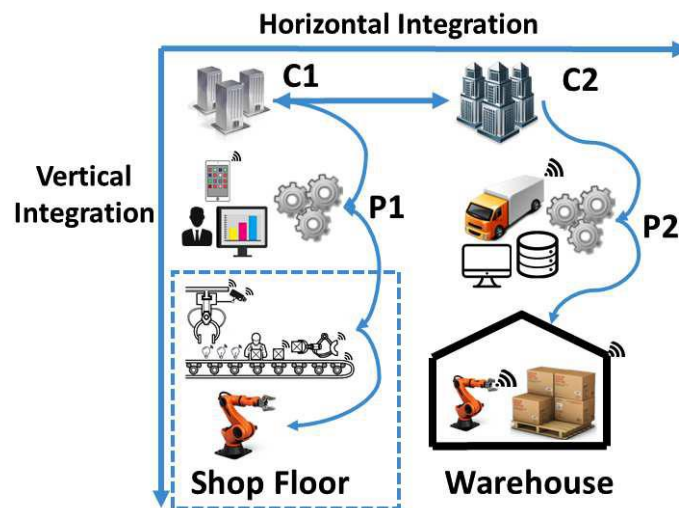 Horizontal Integration
C1
C2
Vertical
Integration
P1
P2
Shop Floor
Warehouse